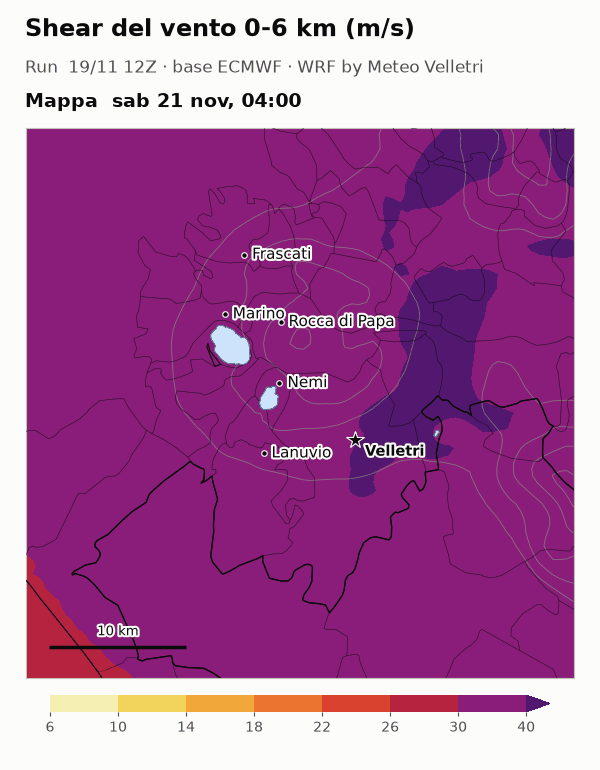 Shear del vento 0-6 km (m/s)
Run  19/11 12Z · base ECMWF · WRF by Meteo Velletri
Mappa  sab 21 nov, 04:00
Frascati
Marino
Rocca di Papa
Nemi
Velletri
Lanuvio
10 km
6 10 14 18 22 26 30 40